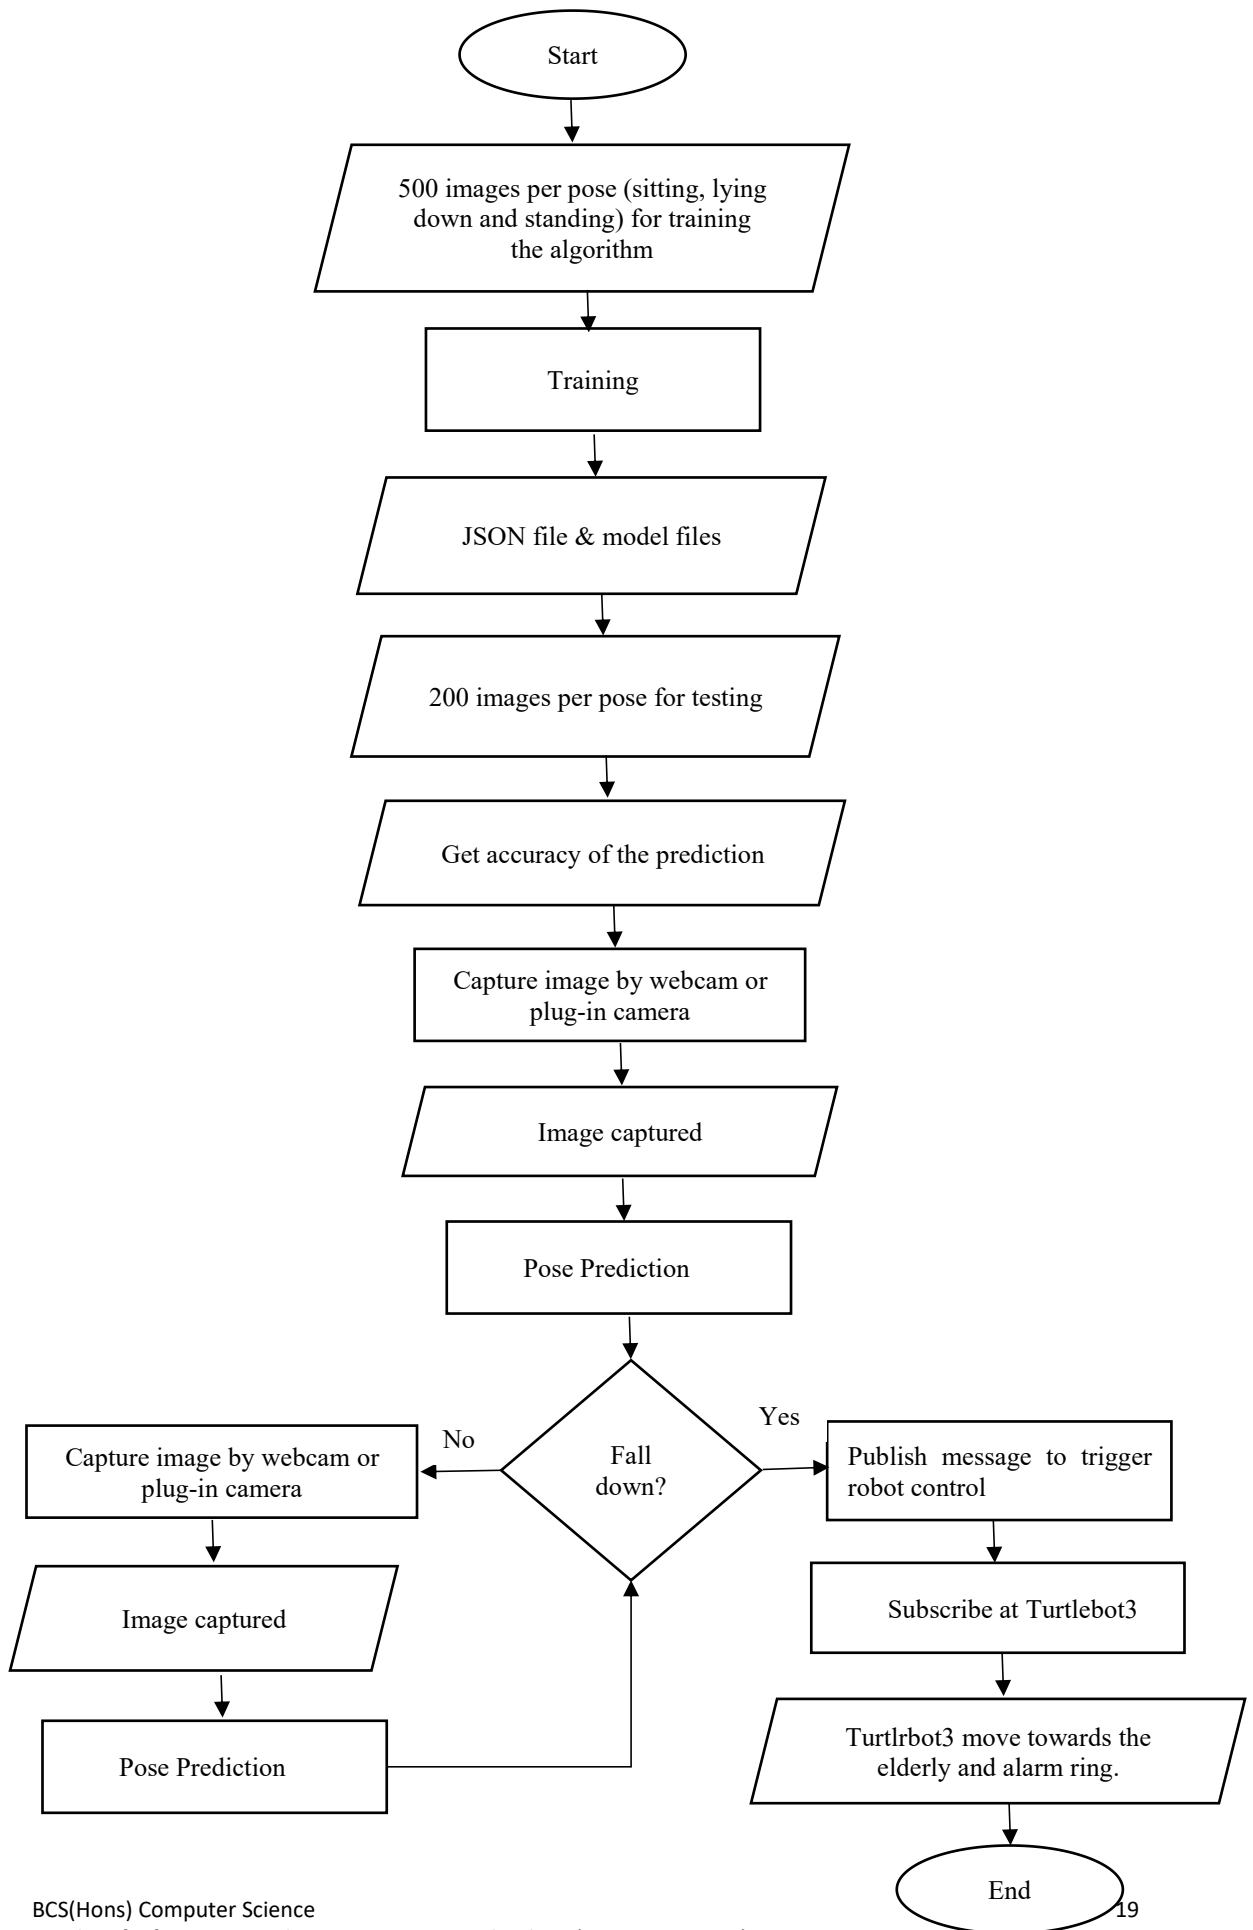 Start
500 images per pose (sitting, lying
down and standing) for training
the algorithm
Training
JSON file & model files
200 images per pose for testing
Get accuracy of the prediction
Capture image by webcam or
plug-in camera
Image captured
Pose Prediction
Fall
down?
No
Yes
Capture image by webcam or
plug-in camera
Image captured
Pose Prediction
Publish message to trigger
robot control
Subscribe at Turtlebot3
Turtlrbot3 move towards the
elderly and alarm ring.
End
BCS(Hons) Computer Science
19